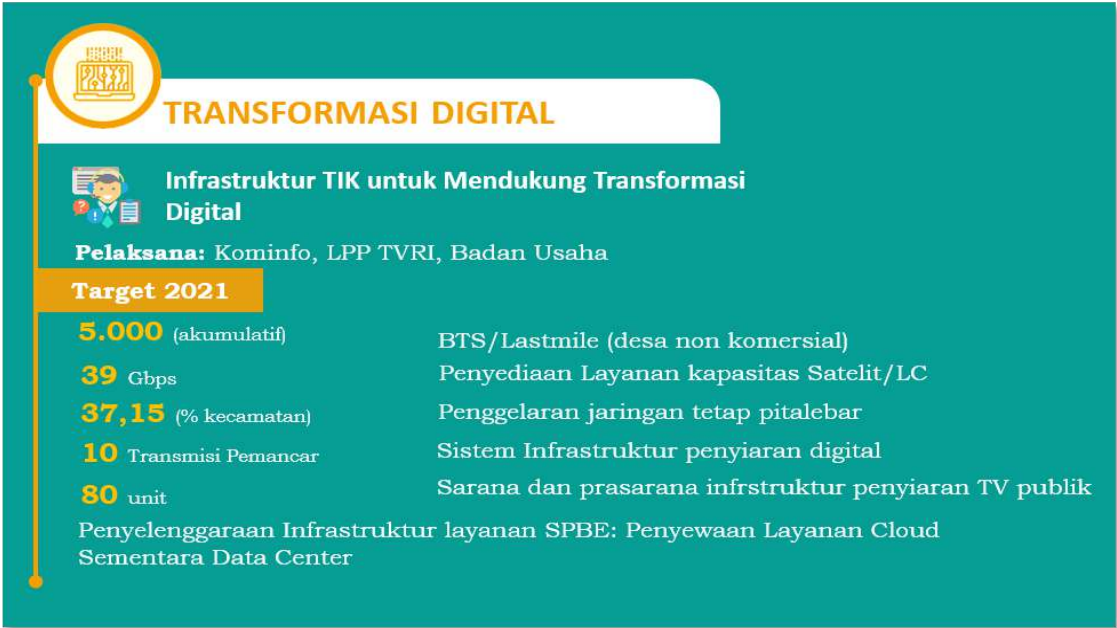 TRANSFORMASI DIGITAL
Infrastruktur TIK untuk Mendukung Transformasi
Digital
Pelaksana: Kominfo, LPP TVRI, Badan Usaha
Target 2021
5.000 (akumulatif) BTS/Lastmile (desa non komersial)
39 Gbps Penyediaan Layanan kapasitas Satelit/LC
37,15 (% kecamatan) Penggelaran jaringan tetap pitalebar
10 Transmisi Pemancar Sistem Infrastruktur penyiaran digital
80 unit Sarana dan prasarana infrstruktur penyiaran TV publik
Penyelenggaraan Infrastruktur layanan SPBE: Penyewaan Layanan Cloud
Sementara Data Center